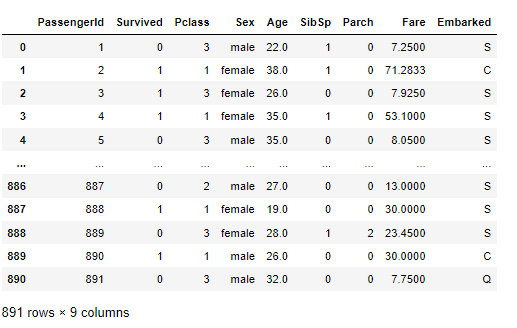 PassengerId Survived Pclass Sex Age SibSp Parch Fare Embarked
0 1 0 3 male 22.0 1 0 7.2500 S
1 2 1 1 female 38.0 1 0 71.2833 C
2 3 1 3 female 26.0 0 0 7.9250 S
3 4 1 1 female 35.0 1 0 53.1000 S
4 5 0 3 male 35.0 0 0 8.0500 S
... ... ... ... ... ... ... ... ... ...
886 887 0 2 male 27.0 0 0 13.0000 S
887 888 1 1 female 19.0 0 0 30.0000 S
888 889 0 3 female 28.0 1 2 23.4500 S
889 890 1 1 male 26.0 0 0 30.0000 C
890 891 0 3 male 32.0 0 0 7.7500 Q
891 rows × 9 columns